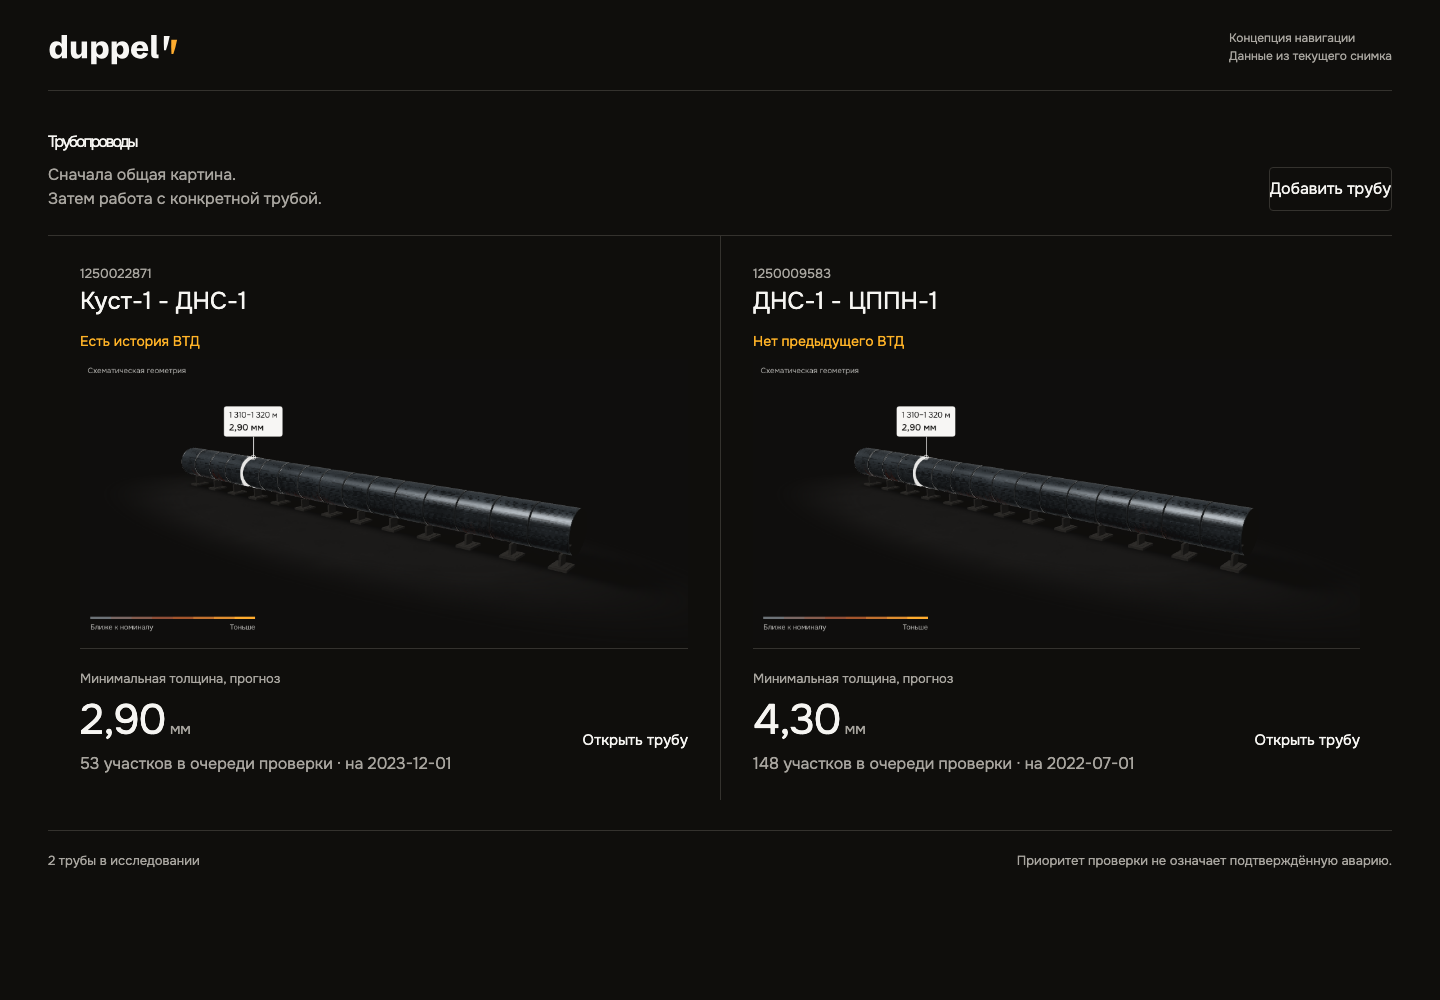 duppel
Концепция навигации
Данные из текущего снимка
Трубопроводы
Сначала общая картина.
Затем работа с конкретной трубой.
Добавить трубу
1250022871
Куст-1 - ДНС-1
Есть история ВТД
Схематическая геометрия
1 310–1 320 м
2,90 мм
Ближе к номиналу
Тоньше
Минимальная толщина, прогноз
2,90 мм
53 участков в очереди проверки · на 2023-12-01
Открыть трубу
1250009583
ДНС-1 - ЦППН-1
Нет предыдущего ВТД
Схематическая геометрия
1 310–1 320 м
2,90 мм
Ближе к номиналу
Тоньше
Минимальная толщина, прогноз
4,30 мм
148 участков в очереди проверки · на 2022-07-01
Открыть трубу
2 трубы в исследовании
Приоритет проверки не означает подтверждённую аварию.